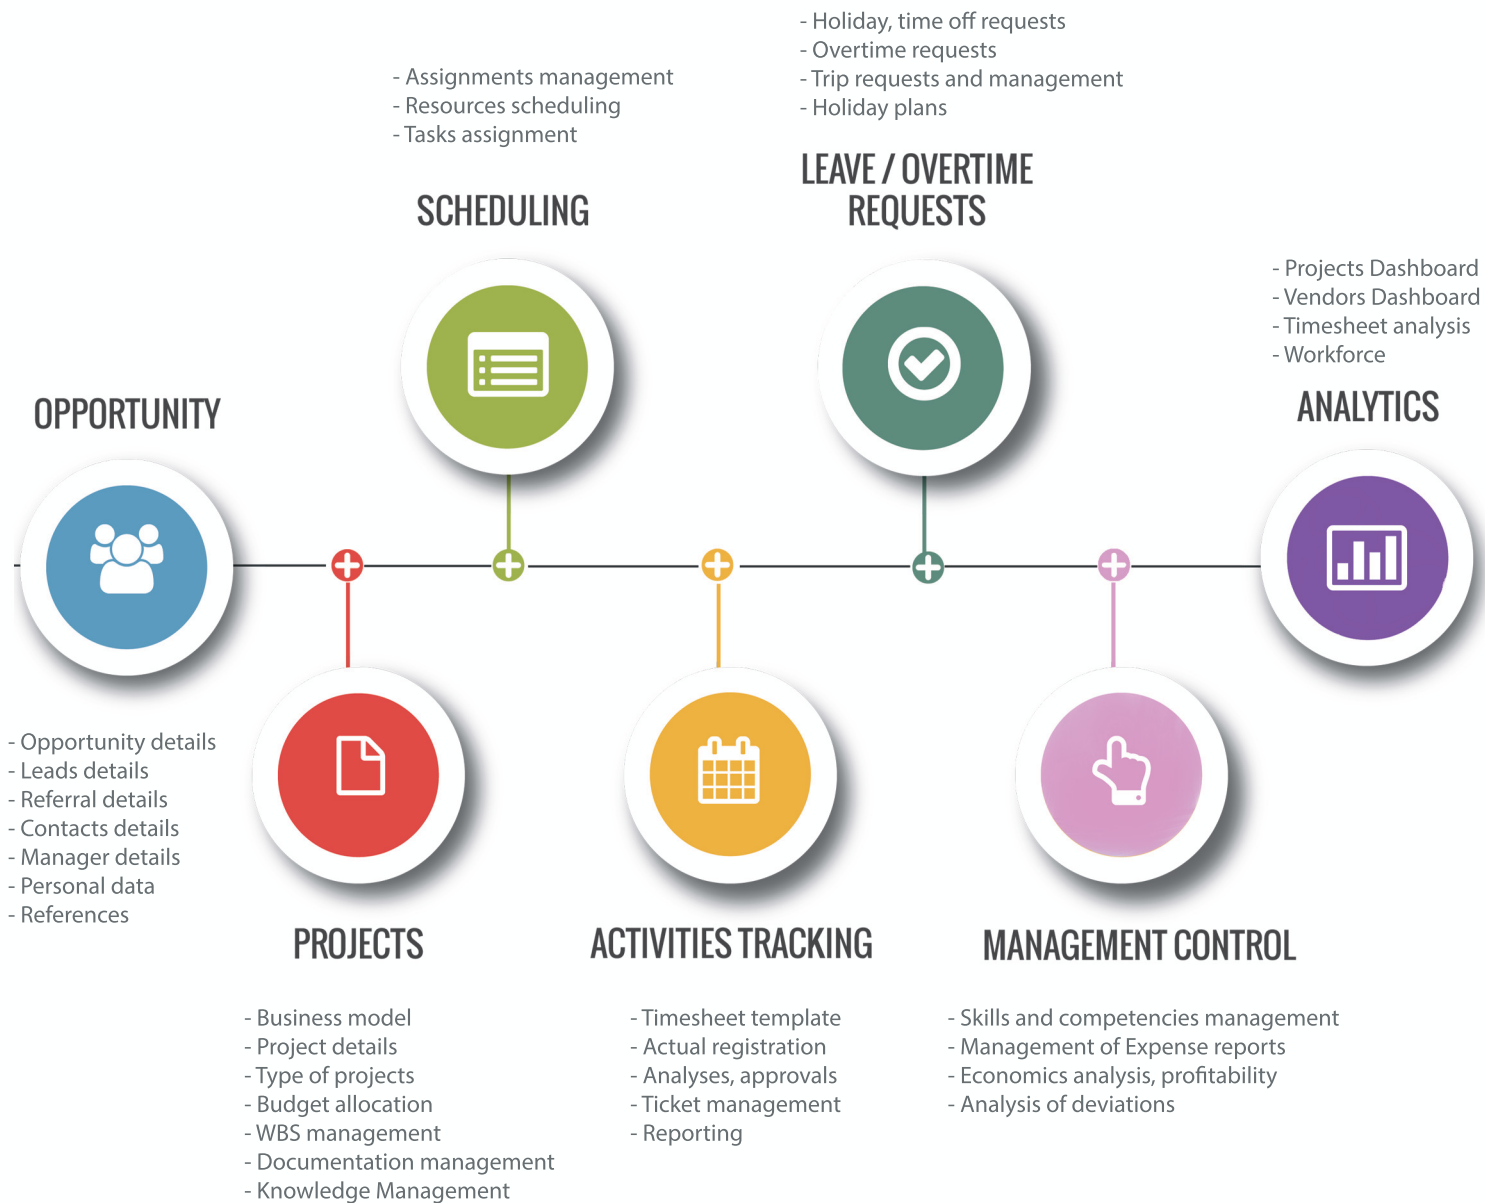 OPPORTUNITY
- Opportunity details
- Leads details
- Referral details
- Contacts details
- Manager details
- Personal data
- References
PROJECTS
- Business model
- Project details
- Type of projects
- Budget allocation
- WBS management
- Documentation management
- Knowledge Management
- Assignments management
- Resources scheduling
- Tasks assignment
SCHEDULING
ACTIVITIES TRACKING
- Timesheet template
- Actual registration
- Analyses, approvals
- Ticket management
- Reporting
- Holiday, time off requests
- Overtime requests
- Trip requests and management
- Holiday plans
LEAVE / OVERTIME
REQUESTS
MANAGEMENT CONTROL
- Skills and competencies management
- Management of Expense reports
- Economics analysis, profitability
- Analysis of deviations
- Projects Dashboard
- Vendors Dashboard
- Timesheet analysis
- Workforce
ANALYTICS